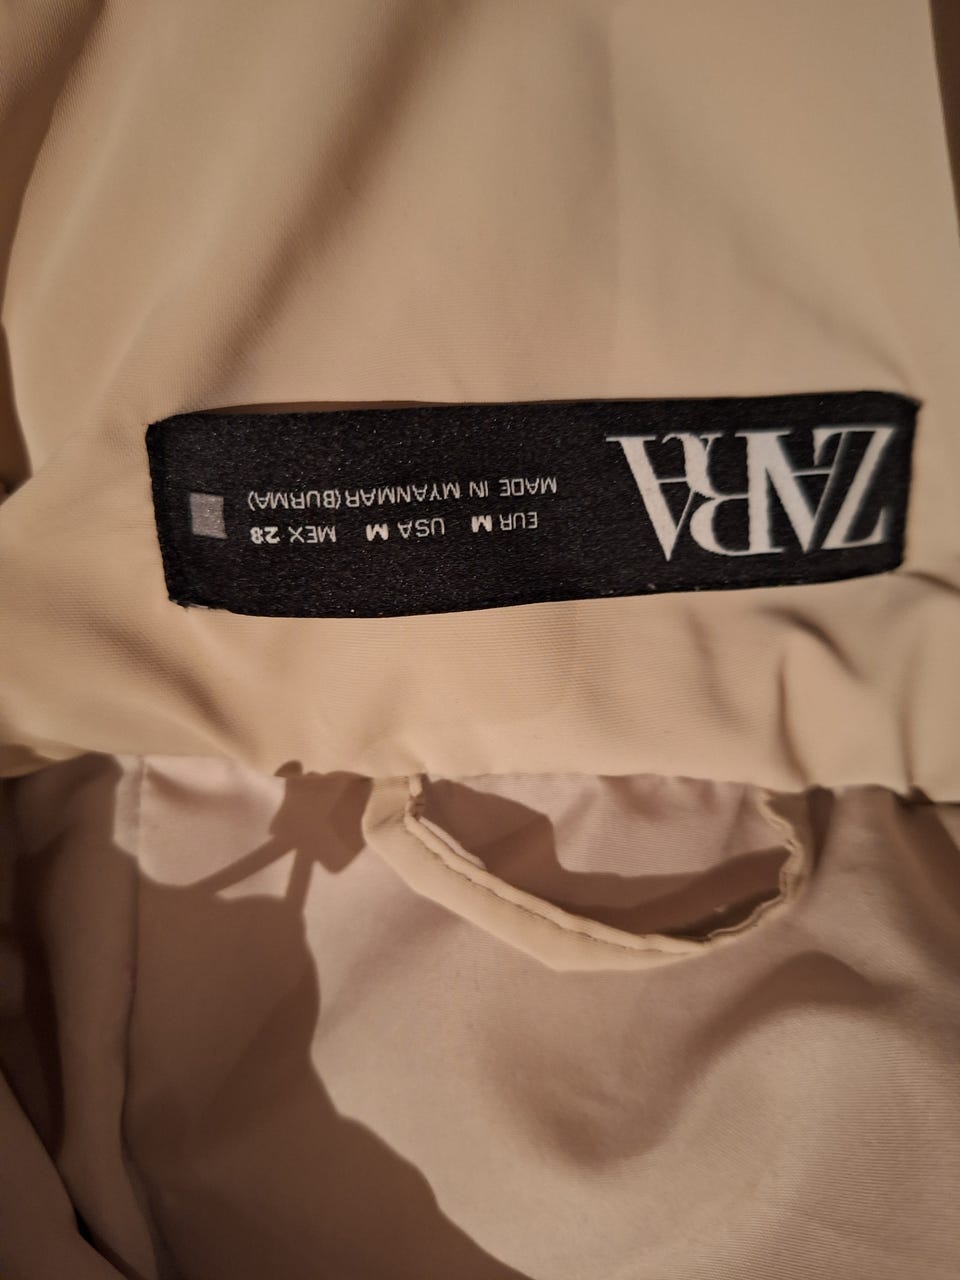 ZARA
EUR M USA M MEX 28
MADE IN MYANMAR(BURMA)